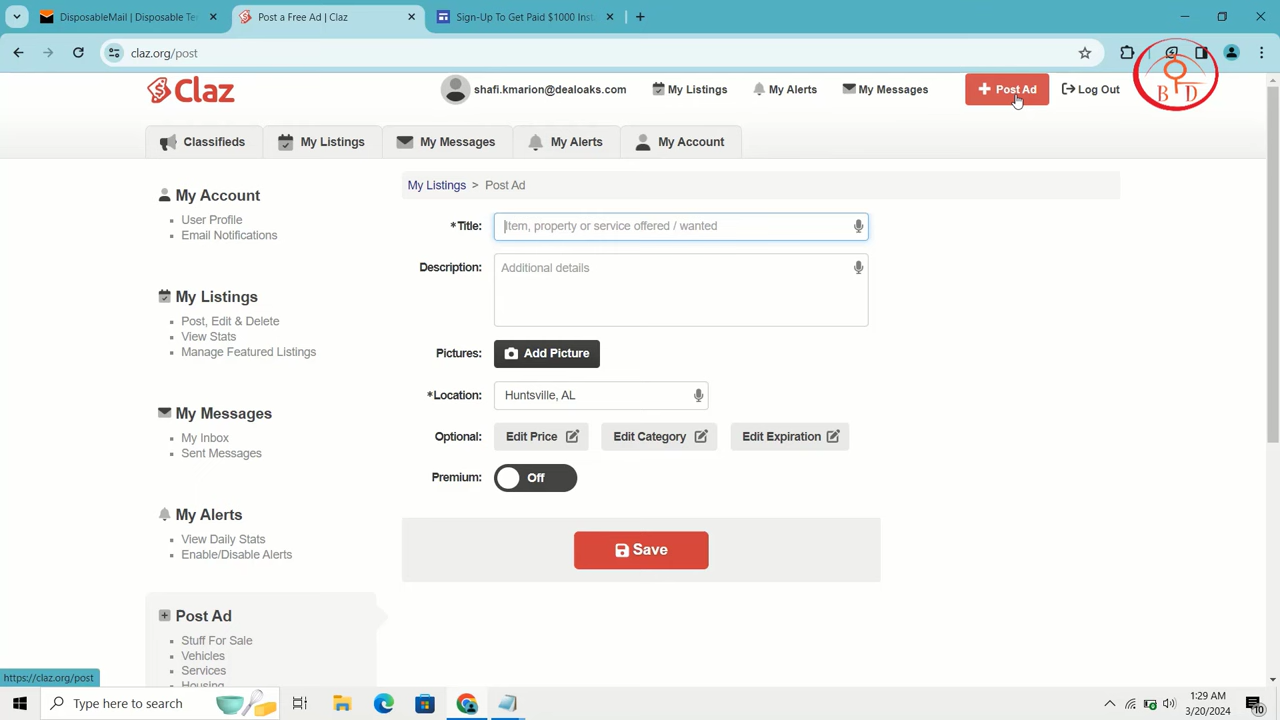 DisposableMail | Disposable Te
Post a Free Ad | Claz
Sign-Up To Get Paid $1000 Inst
claz.org/post
Claz
shafi.kmarion@dealoaks.com
My Listings
My Alerts
My Messages
Post Ad
Log Out
B D
Classifieds
My Listings
My Messages
My Alerts
My Account
My Account
User Profile
Email Notifications
My Listings
Post, Edit & Delete
View Stats
Manage Featured Listings
My Messages
My Inbox
Sent Messages
My Alerts
View Daily Stats
Enable/Disable Alerts
Post Ad
Stuff For Sale
Vehicles
Services
Housing
My Listings > Post Ad
*Title:
Item, property or service offered / wanted
Description:
Additional details
Pictures:
Add Picture
*Location:
Huntsville, AL
Optional:
Edit Price
Edit Category
Edit Expiration
Premium:
Off
Save
https://claz.org/post
Type here to search
1:29 AM
3/20/2024
10